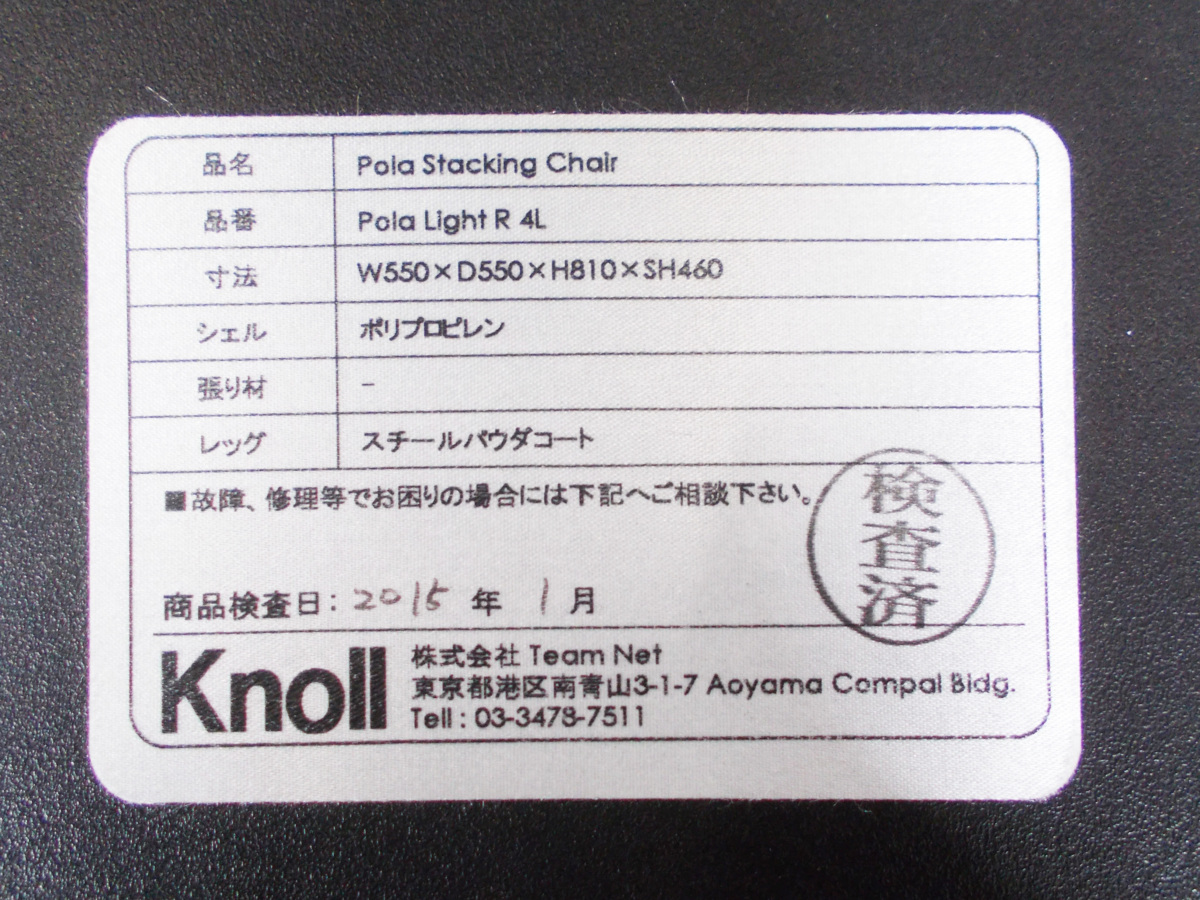 品名 Pola Stacking Chair
品番 Pola Light R 4L
寸法 W550×D550×H810×SH460
シェル ポリプロピレン
張り材 -
レッグ スチールパウダコート
■故障、修理等でお困りの場合には下記へご相談下さい。
検査済
商品検査日：2015 年 1 月
Knoll
株式会社 Team Net
東京都港区南青山3-1-7 Aoyama Compal Bldg.
Tell : 03-3478-7511